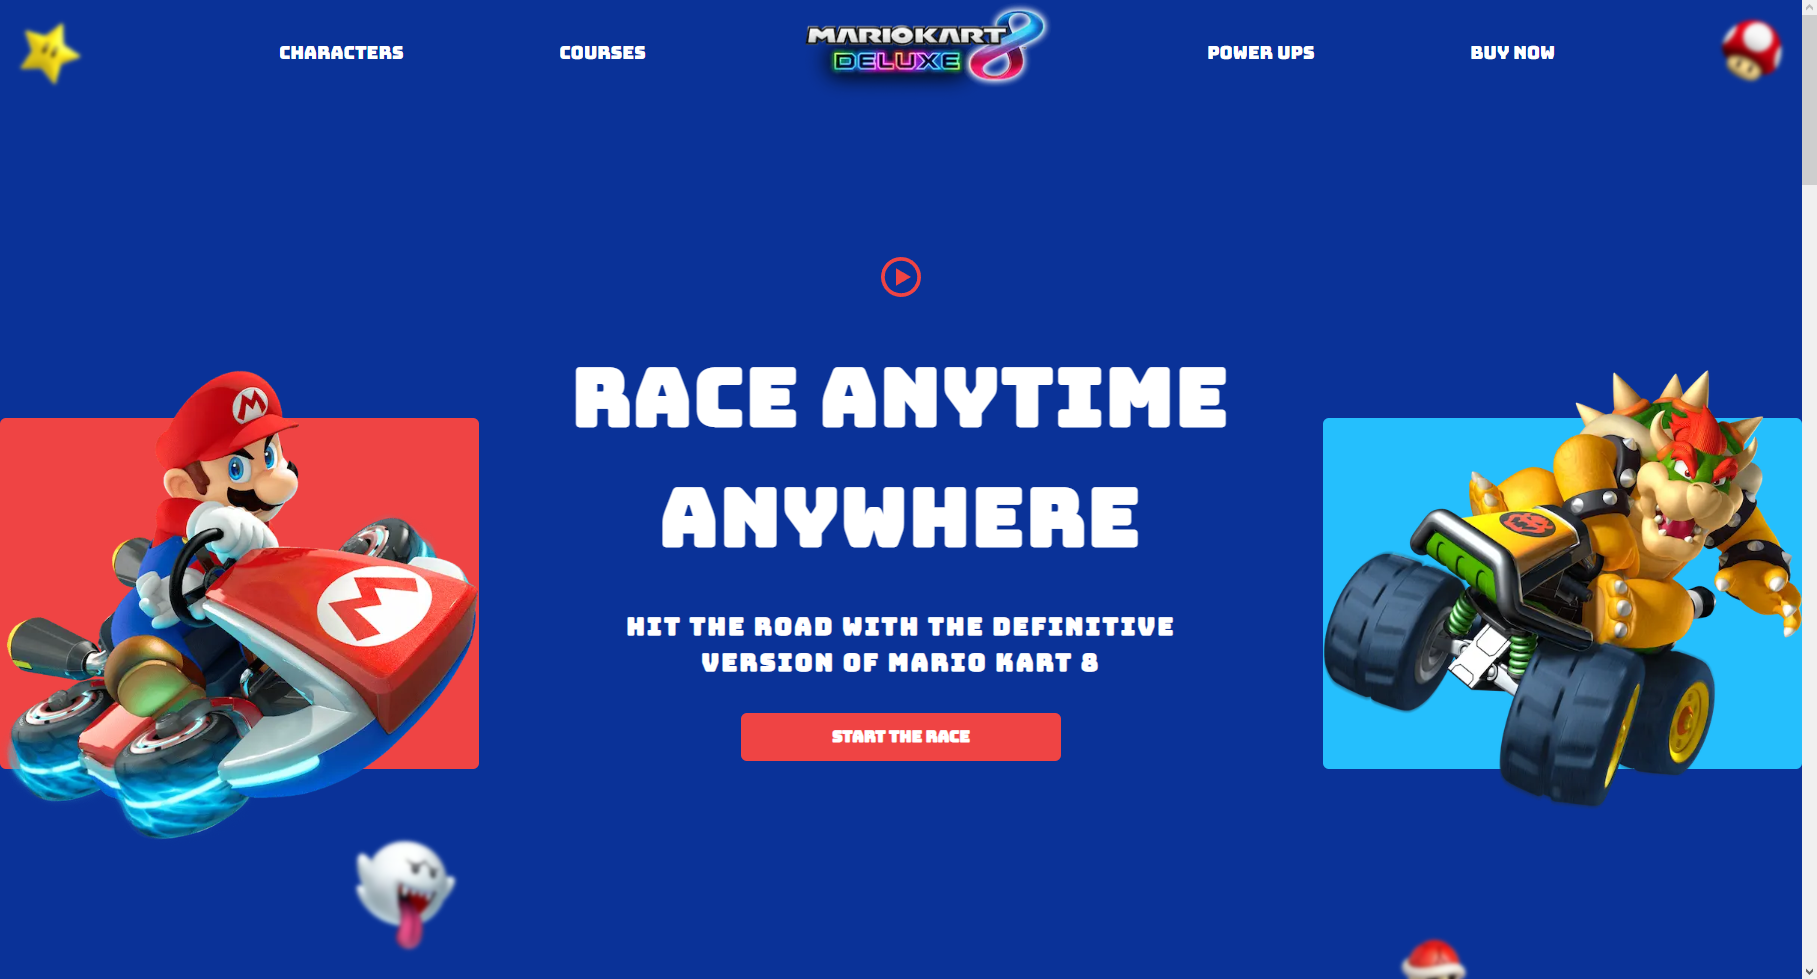 CHARACTERS
COURSES
MARIOKART 8
DELUXE
POWER UPS
BUY NOW
RACE ANYTIME
ANYWHERE
HIT THE ROAD WITH THE DEFINITIVE
VERSION OF MARIO KART 8
START THE RACE
M
M